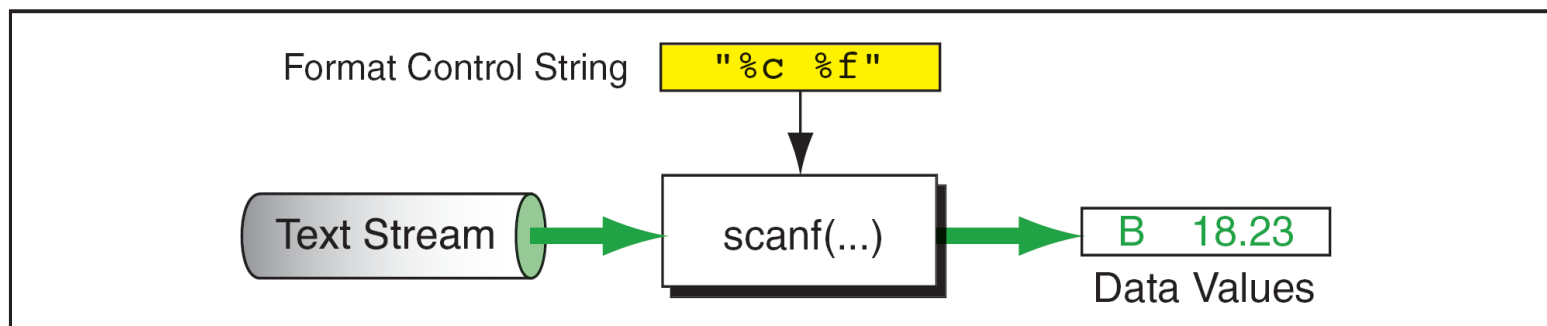 Format Control String "%c %f"
Text Stream scanf(...) B 18.23
Data Values